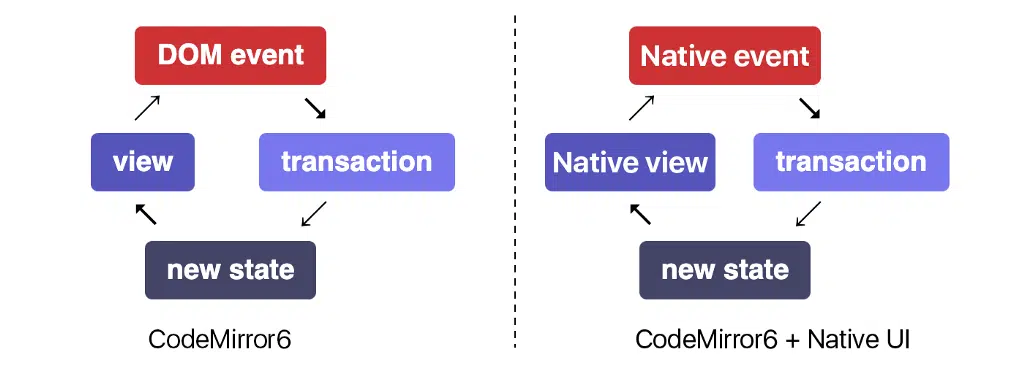 DOM event
view
transaction
new state
CodeMirror6
Native event
Native view
transaction
new state
CodeMirror6 + Native UI